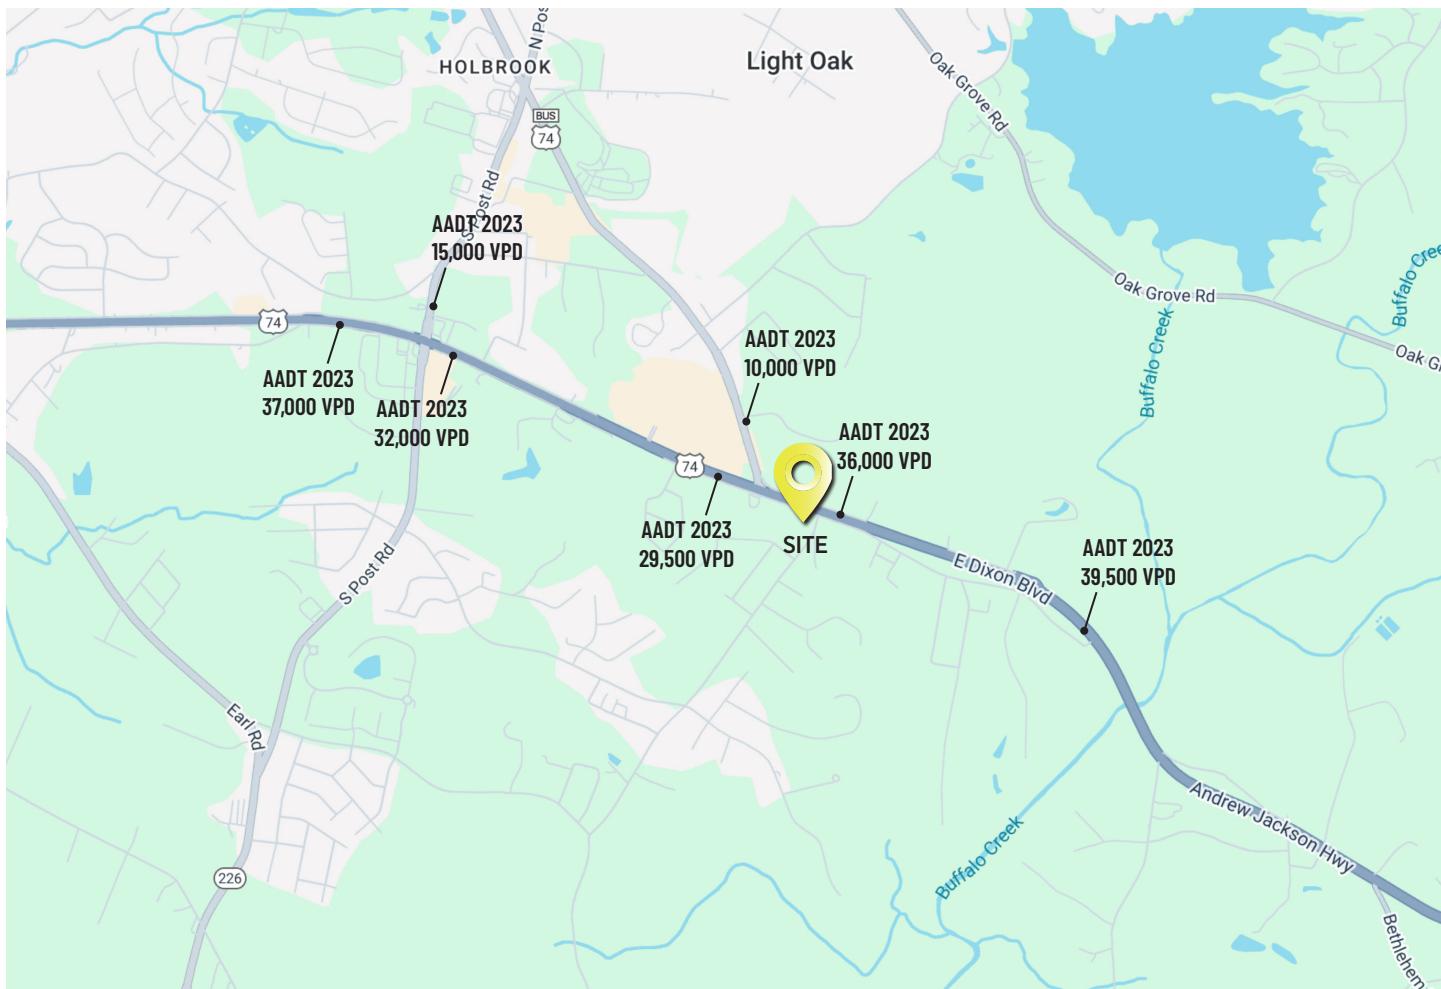 N Pos
HOLBROOK
Light Oak
Oak Grove Rd
BUS
74
S Post Rd
AADT 2023
15,000 VPD
Buffalo Cree
Oak Grove Rd
74
Buffalo Creek
AADT 2023
10,000 VPD
Oak G
AADT 2023
37,000 VPD
AADT 2023
32,000 VPD
AADT 2023
36,000 VPD
74
AADT 2023
29,500 VPD
SITE
AADT 2023
39,500 VPD
E Dixon Blvd
S Post Rd
Earl Rd
Andrew Jackson Hwy
Buffalo Creek
226
Bethlehem